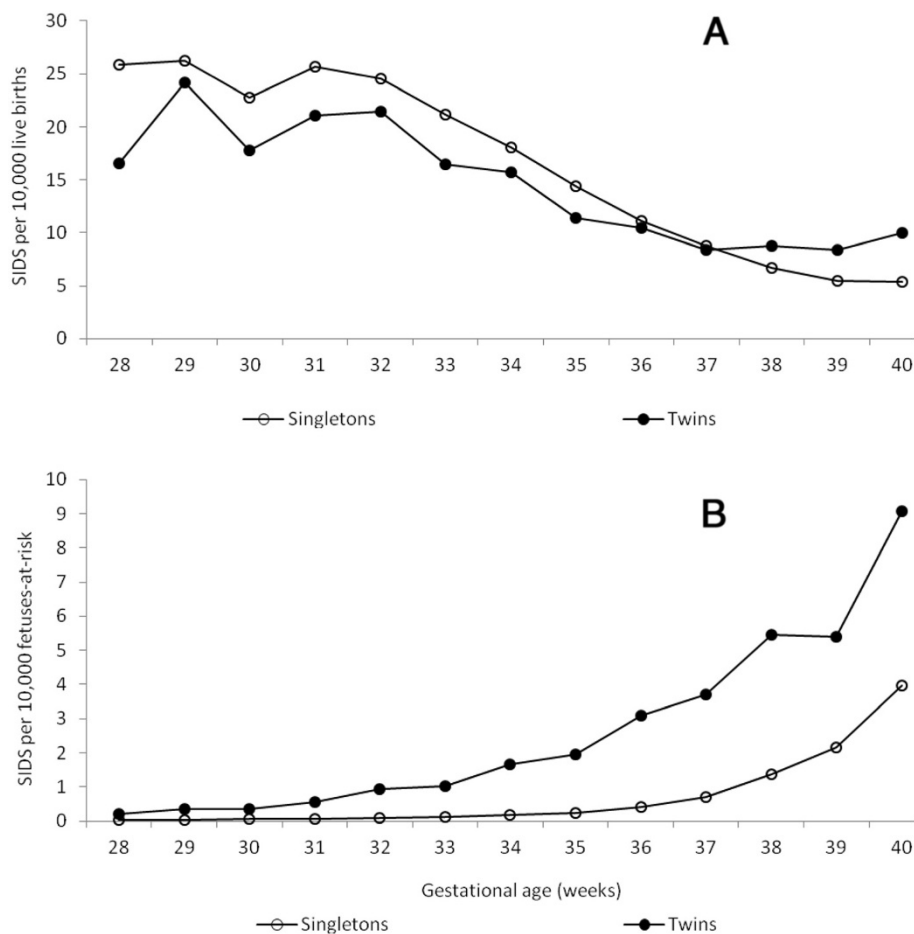 A
SIDS per 10,000 live births
30
25
20
15
10
5
0
28 29 30 31 32 33 34 35 36 37 38 39 40
Singletons Twins
B
SIDS per 10,000 fetuses-at-risk
10
9
8
7
6
5
4
3
2
1
0
28 29 30 31 32 33 34 35 36 37 38 39 40
Gestational age (weeks)
Singletons Twins